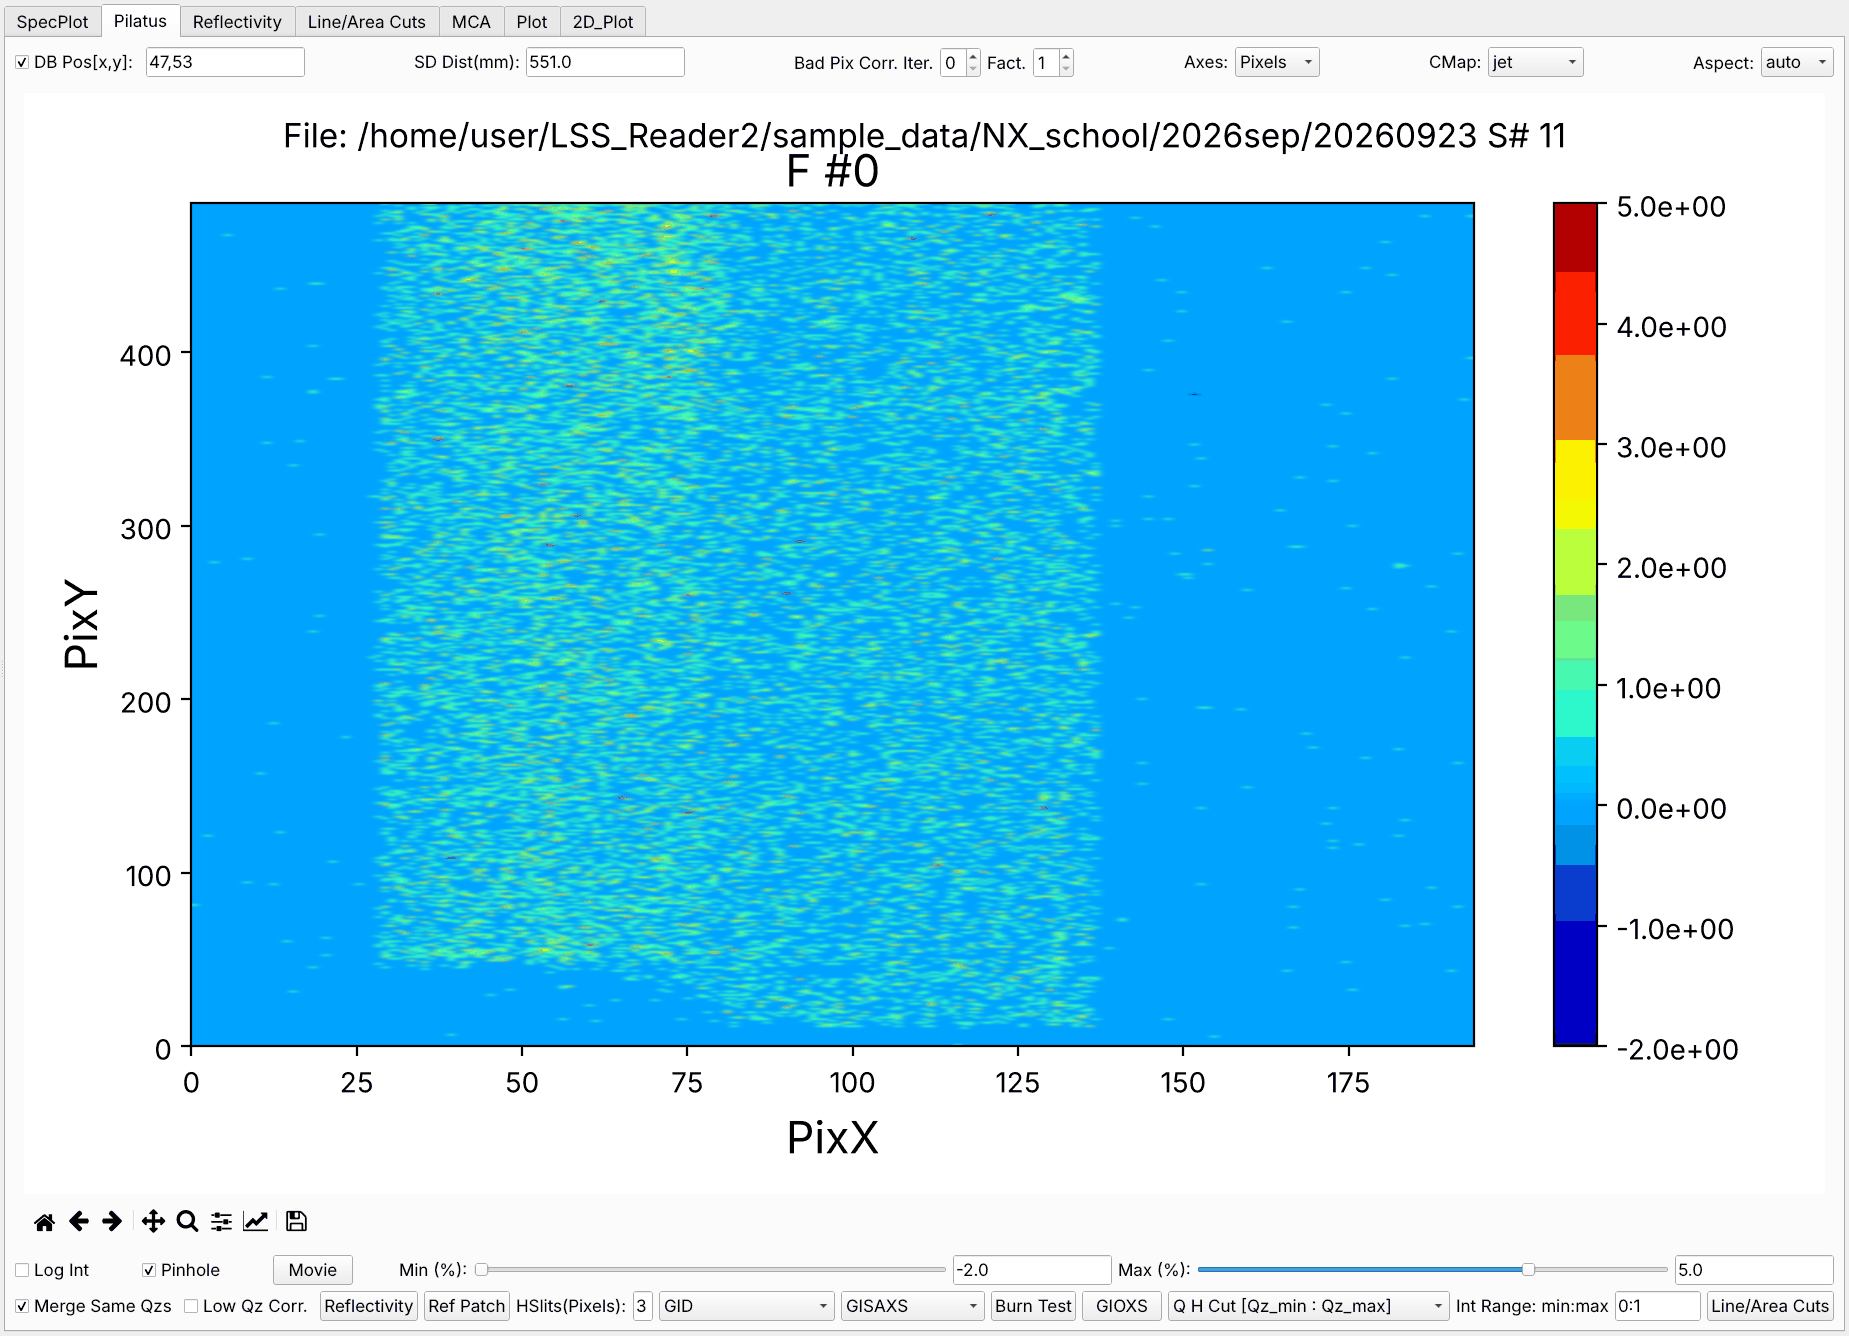 SpecPlot Pilatus Reflectivity Line/Area Cuts MCA Plot 2D_Plot
DB Pos[x,y]: 47,53 SD Dist(mm): 551.0 Bad Pix Corr. Iter. 0 Fact. 1 Axes: Pixels CMap: jet Aspect: auto
File: /home/user/LSS_Reader2/sample_data/NX_school/2026sep/20260923 S# 11
F #0
5.0e+00
4.0e+00
3.0e+00
2.0e+00
1.0e+00
0.0e+00
-1.0e+00
-2.0e+00
PixY
400
300
200
100
0
0 25 50 75 100 125 150 175
PixX
Log Int Pinhole Movie Min (%): -2.0 Max (%): 5.0
Merge Same Qzs Low Qz Corr. Reflectivity Ref Patch HSlits(Pixels): 3 GID GISAXS Burn Test GIOXS Q H Cut [Qz_min : Qz_max] Int Range: min:max 0:1 Line/Area Cuts